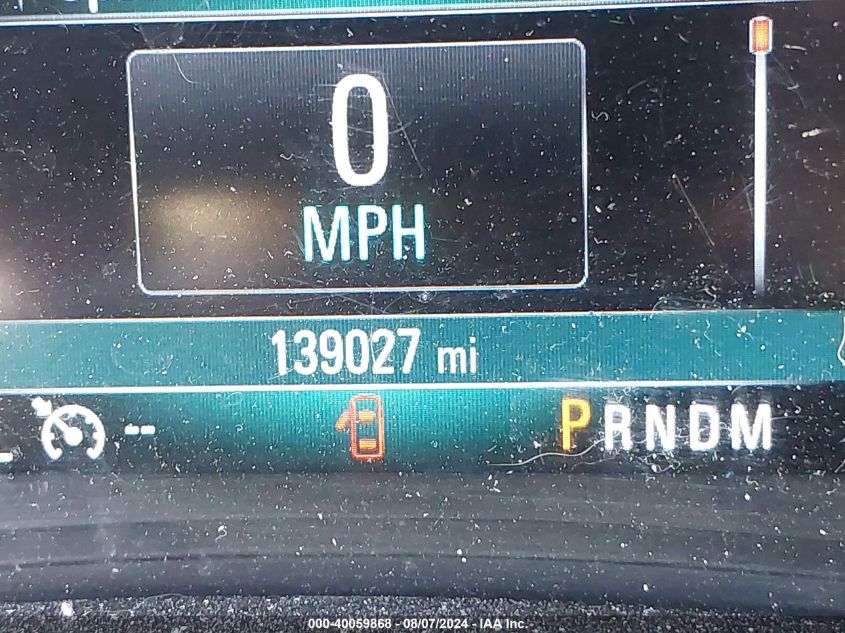 0
MPH
139027 mi
-- PRNDM
000-40059868 - 08/07/2024 - IAA Inc.